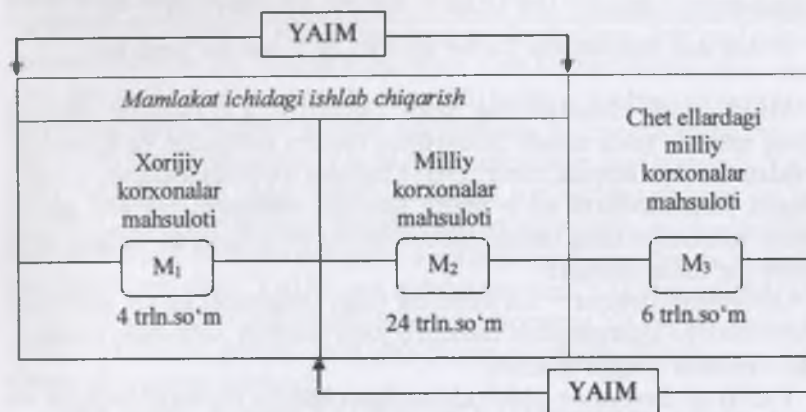 YAIM
Mamlakat ichidagi ishlab chiqarish
Xorijiy
korxonalar
mahsuloti
M₁
4 trln.so‘m
Milliy
korxonalar
mahsuloti
M₂
24 trln.so‘m
Chet ellardagi
milliy
korxonalar
mahsuloti
M₃
6 trln.so‘m
YAIM